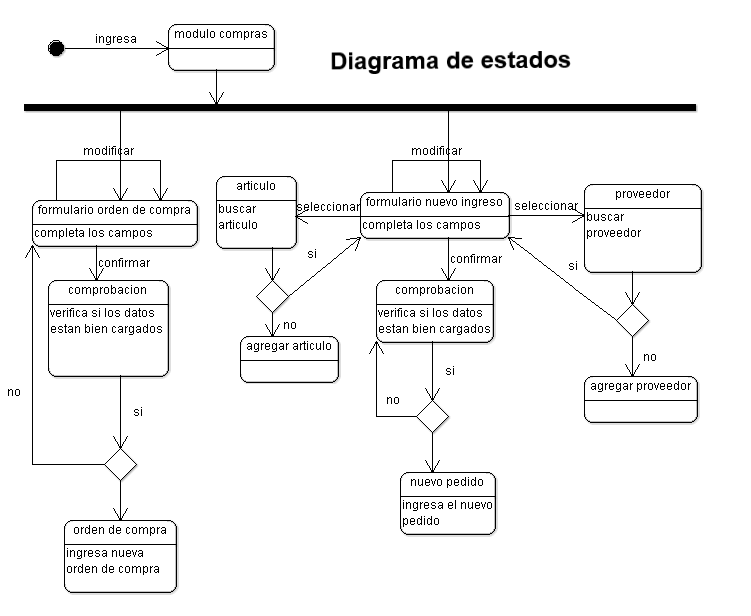 ingresa
modulo compras
Diagrama de estados
modificar
modificar
formulario orden de compra
completa los campos
articulo
buscar
articulo
seleccionar
formulario nuevo ingreso
completa los campos
seleccionar
proveedor
buscar
proveedor
confirmar
si
confirmar
si
comprobacion
verifica si los datos
estan bien cargados
comprobacion
verifica si los datos
estan bien cargados
no
agregar articulo
no
agregar proveedor
no
si
no
si
nuevo pedido
ingresa el nuevo
pedido
orden de compra
ingresa nueva
orden de compra